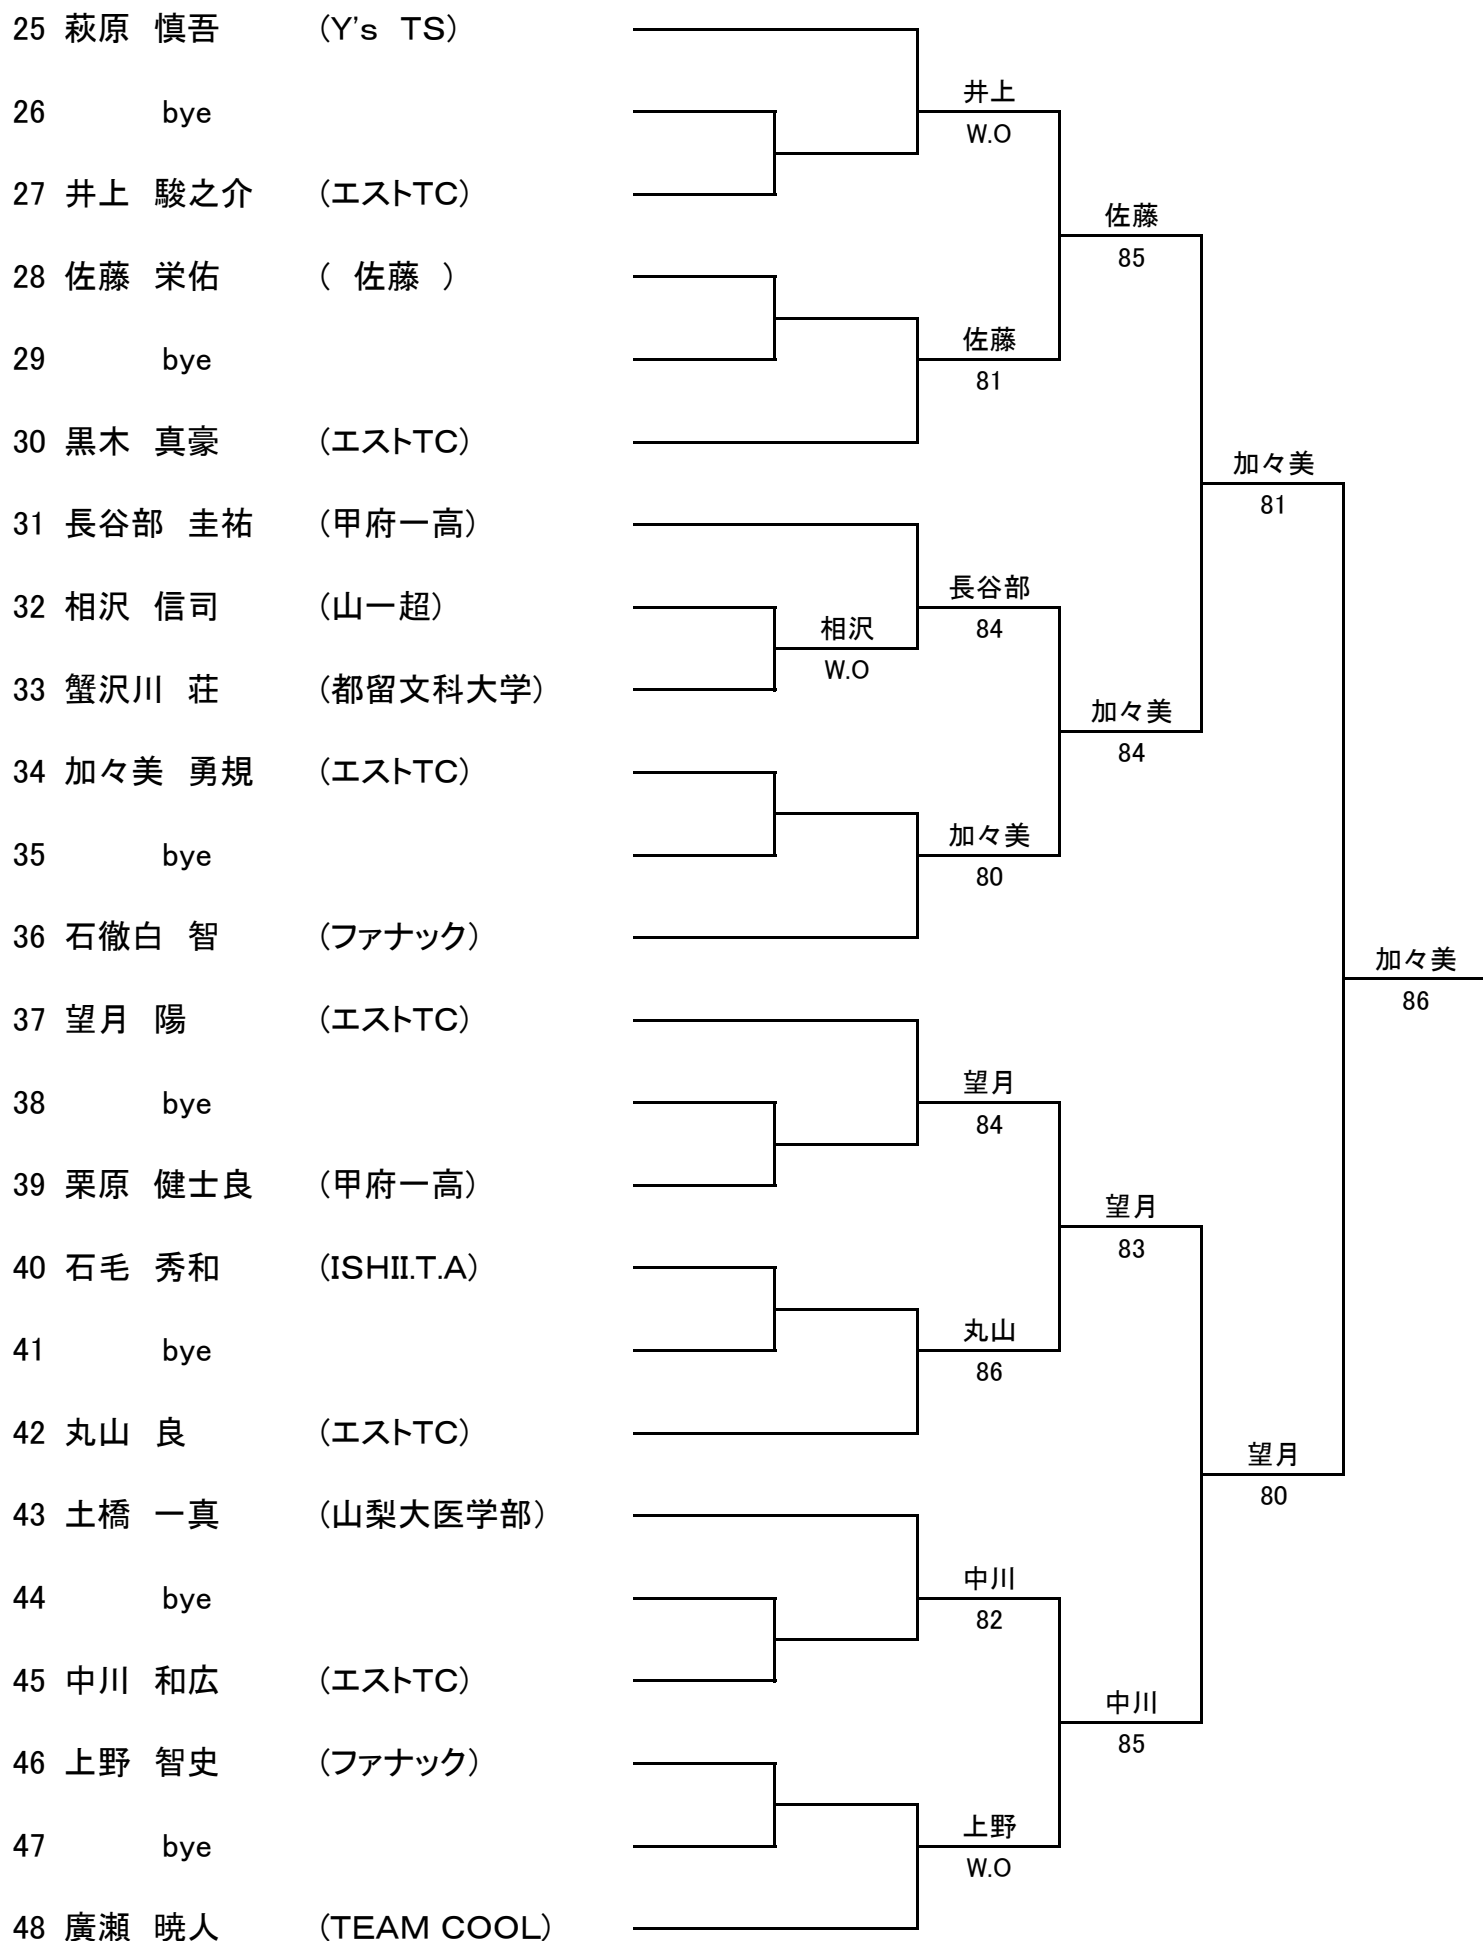 25 萩原 慎吾 (Y's TS)
井上
26 bye
W.O
27 井上 駿之介 (エストTC)
佐藤
85
28 佐藤 栄佑 ( 佐藤 )
佐藤
29 bye
81
30 黒木 真豪 (エストTC)
加々美
81
31 長谷部 圭祐 (甲府一高)
長谷部
32 相沢 信司 (山一超)
相沢
84
W.O
33 蟹沢川 荘 (都留文科大学)
加々美
84
34 加々美 勇規 (エストTC)
加々美
35 bye
80
36 石徹白 智 (ファナック)
加々美
86
37 望月 陽 (エストTC)
望月
38 bye
84
39 栗原 健士良 (甲府一高)
望月
83
40 石毛 秀和 (ISHII.T.A)
丸山
41 bye
86
42 丸山 良 (エストTC)
望月
80
43 土橋 一真 (山梨大医学部)
中川
44 bye
82
45 中川 和広 (エストTC)
中川
85
46 上野 智史 (ファナック)
上野
47 bye
W.O
48 廣瀬 暁人 (TEAM COOL)